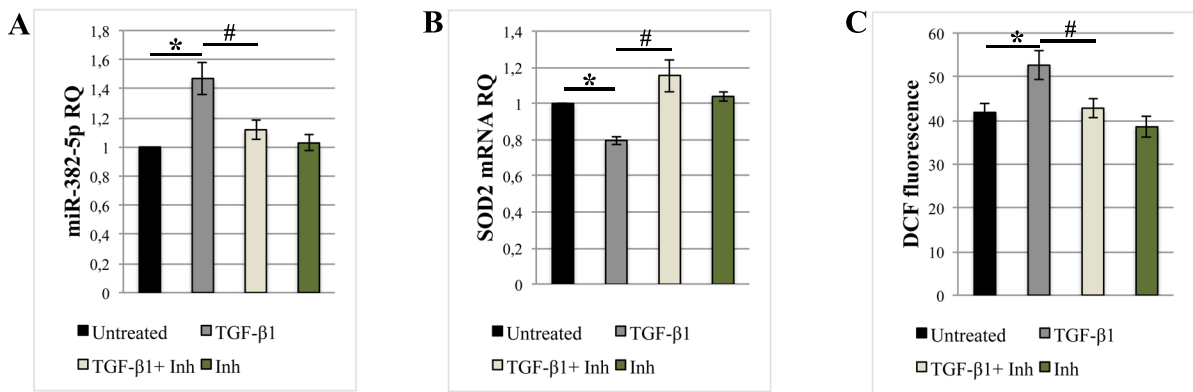 A
miR-382-5p RQ
1,8
1,6
1,4
1,2
1
0,8
0,6
0,4
0,2
0
*
#
Untreated
TGF-β1
TGF-β1+ Inh
Inh
B
SOD2 mRNA RQ
1,4
1,2
1
0,8
0,6
0,4
0,2
0
*
#
Untreated
TGF-β1
TGF-β1+ Inh
Inh
C
DCF fluorescence
60
50
40
30
20
10
0
*
#
Untreated
TGF-β1
TGF-β1+ Inh
Inh